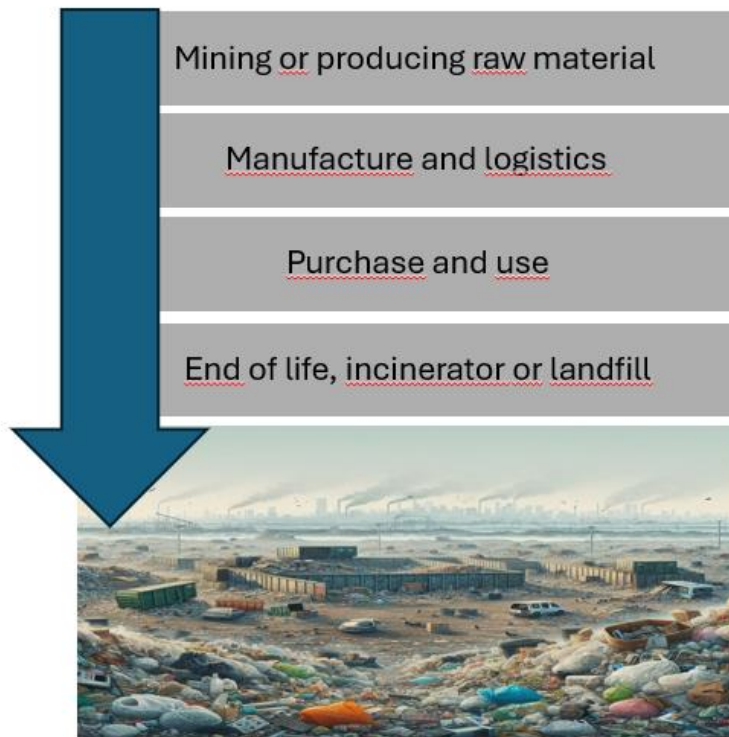 Mining or producing raw material
Manufacture and logistics
Purchase and use
End of life, incinerator or landfill